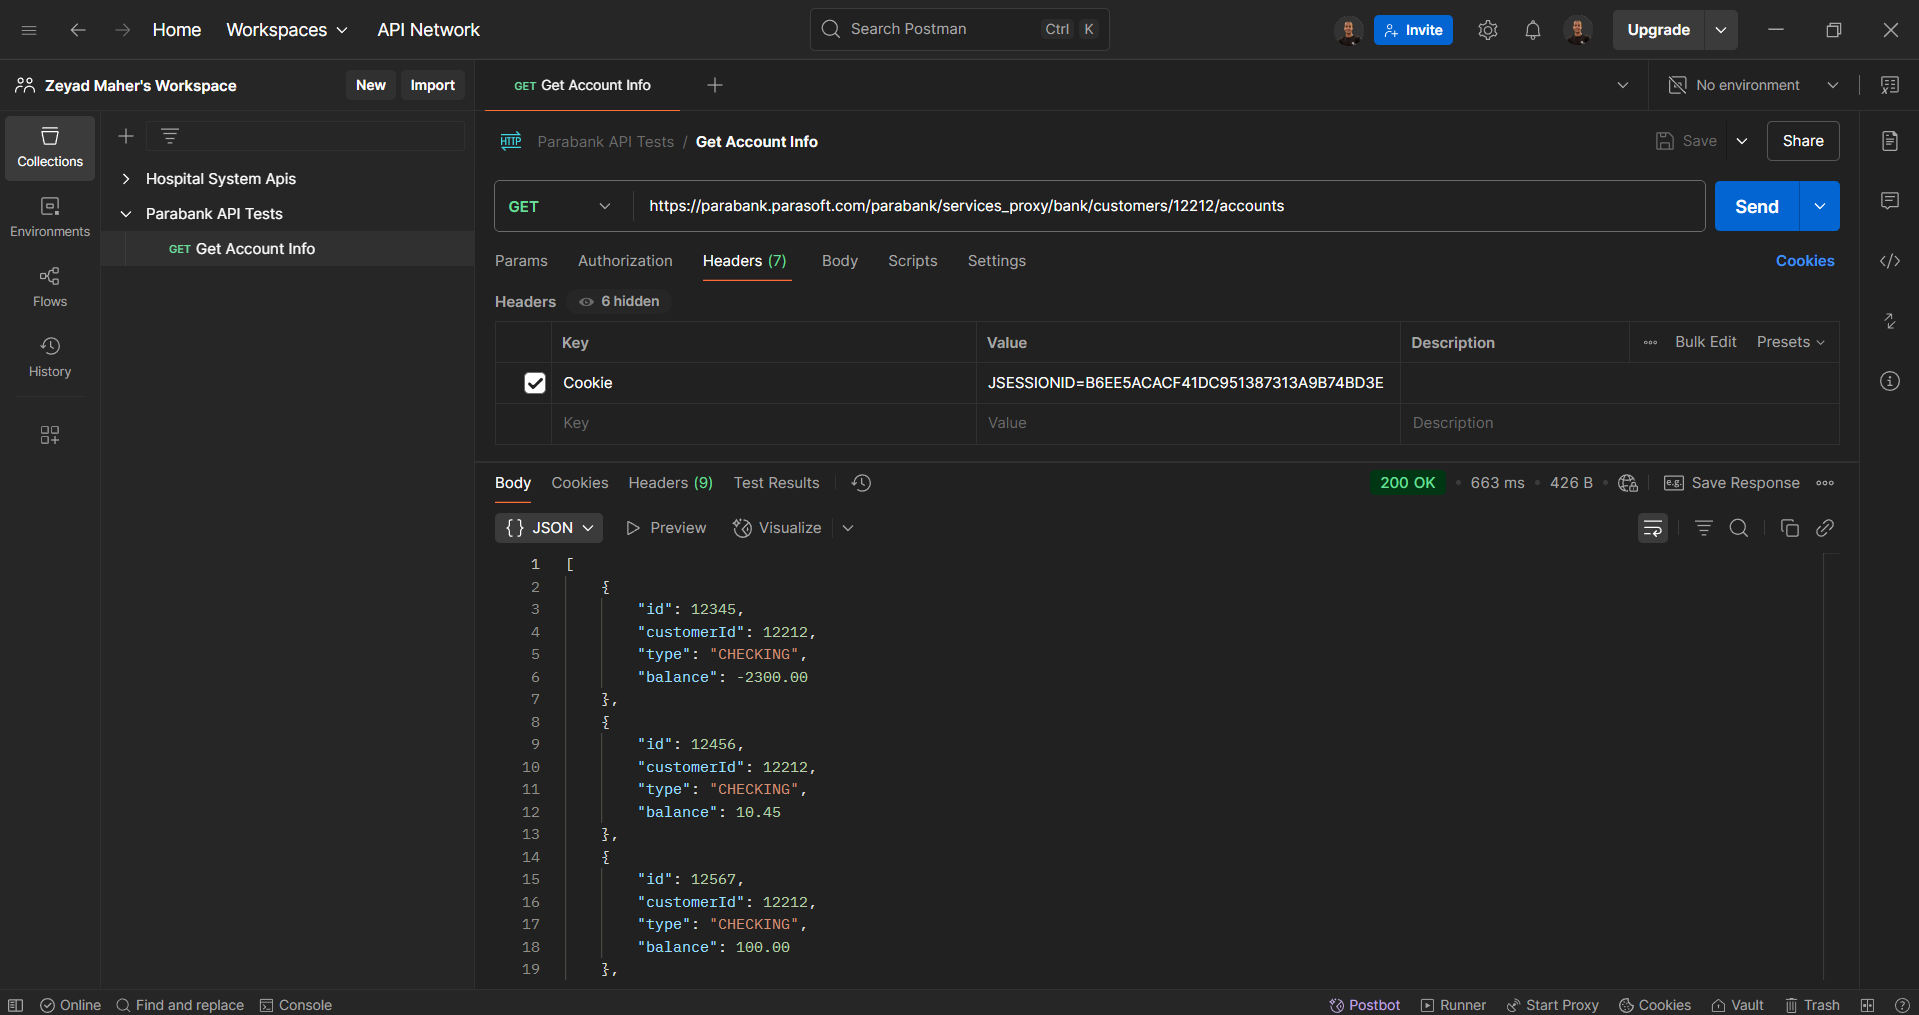 Home Workspaces API Network Search Postman Ctrl K Invite Upgrade
Zeyad Maher's Workspace New Import GET Get Account Info No environment
Collections
Environments
Flows
History
Hospital System Apis
Parabank API Tests
GET Get Account Info
HTTP Parabank API Tests / Get Account Info Save Share
GET https://parabank.parasoft.com/parabank/services_proxy/bank/customers/12212/accounts Send
Params Authorization Headers (7) Body Scripts Settings Cookies
Headers 6 hidden
Key Value Description Bulk Edit Presets
Cookie JSESSIONID=B6EE5ACACF41DC951387313A9B74BD3E
Key Value Description
Body Cookies Headers (9) Test Results 200 OK 663 ms 426 B e.g. Save Response
{} JSON Preview Visualize
1 [
2 {
3 "id": 12345,
4 "customerId": 12212,
5 "type": "CHECKING",
6 "balance": -2300.00
7 },
8 {
9 "id": 12456,
10 "customerId": 12212,
11 "type": "CHECKING",
12 "balance": 10.45
13 },
14 {
15 "id": 12567,
16 "customerId": 12212,
17 "type": "CHECKING",
18 "balance": 100.00
19 },
Online Find and replace Console Postbot Runner Start Proxy Cookies Vault Trash